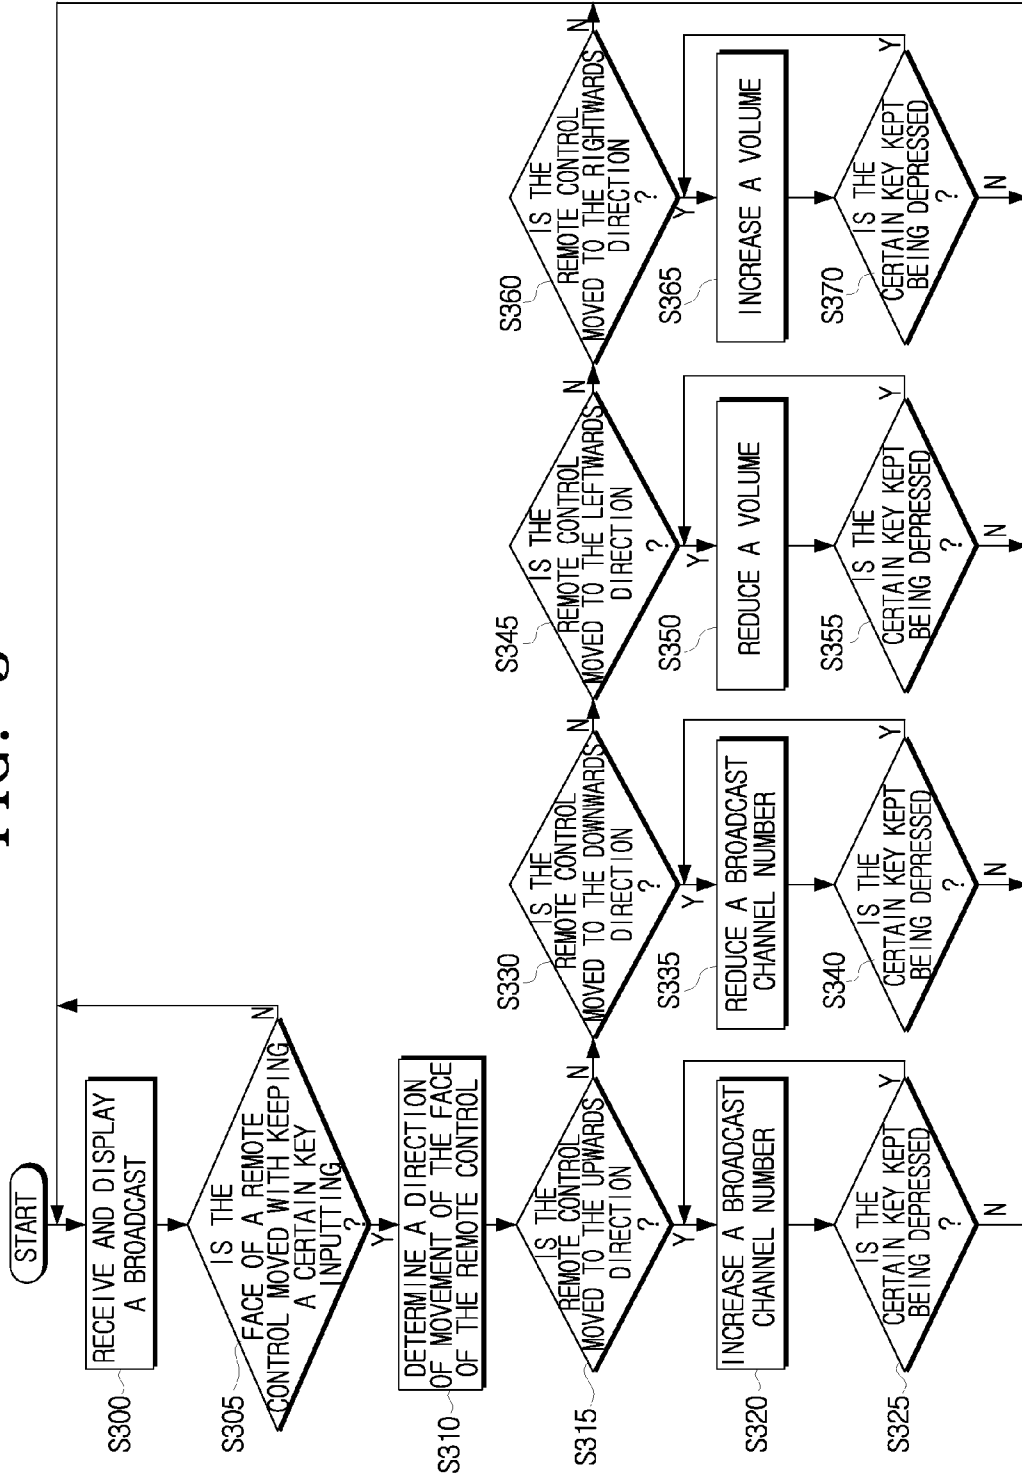 START
S300
RECEIVE AND DISPLAY
A BROADCAST
S305
IS THE
FACE OF A REMOTE
CONTROL MOVED WITH KEEPING
A CERTAIN KEY
INPUTTING
?
N
Y
S310
DETERMINE A DIRECTION
OF MOVEMENT OF THE FACE
OF THE REMOTE CONTROL
S315
IS THE
REMOTE CONTROL
MOVED TO THE UPWARDS
DIRECTION
?
N
Y
S320
INCREASE A BROADCAST
CHANNEL NUMBER
S325
IS THE
CERTAIN KEY KEPT
BEING DEPRESSED
?
Y
N
S330
IS THE
REMOTE CONTROL
MOVED TO THE DOWNWARDS
DIRECTION
?
N
Y
S335
REDUCE A BROADCAST
CHANNEL NUMBER
S340
IS THE
CERTAIN KEY KEPT
BEING DEPRESSED
?
Y
N
S345
IS THE
REMOTE CONTROL
MOVED TO THE LEFTWARDS
DIRECTION
?
N
Y
S350
REDUCE A VOLUME
S355
IS THE
CERTAIN KEY KEPT
BEING DEPRESSED
?
Y
N
S360
IS THE
REMOTE CONTROL
MOVED TO THE RIGHTWARDS
DIRECTION
?
N
Y
S365
INCREASE A VOLUME
S370
IS THE
CERTAIN KEY KEPT
BEING DEPRESSED
?
Y
N